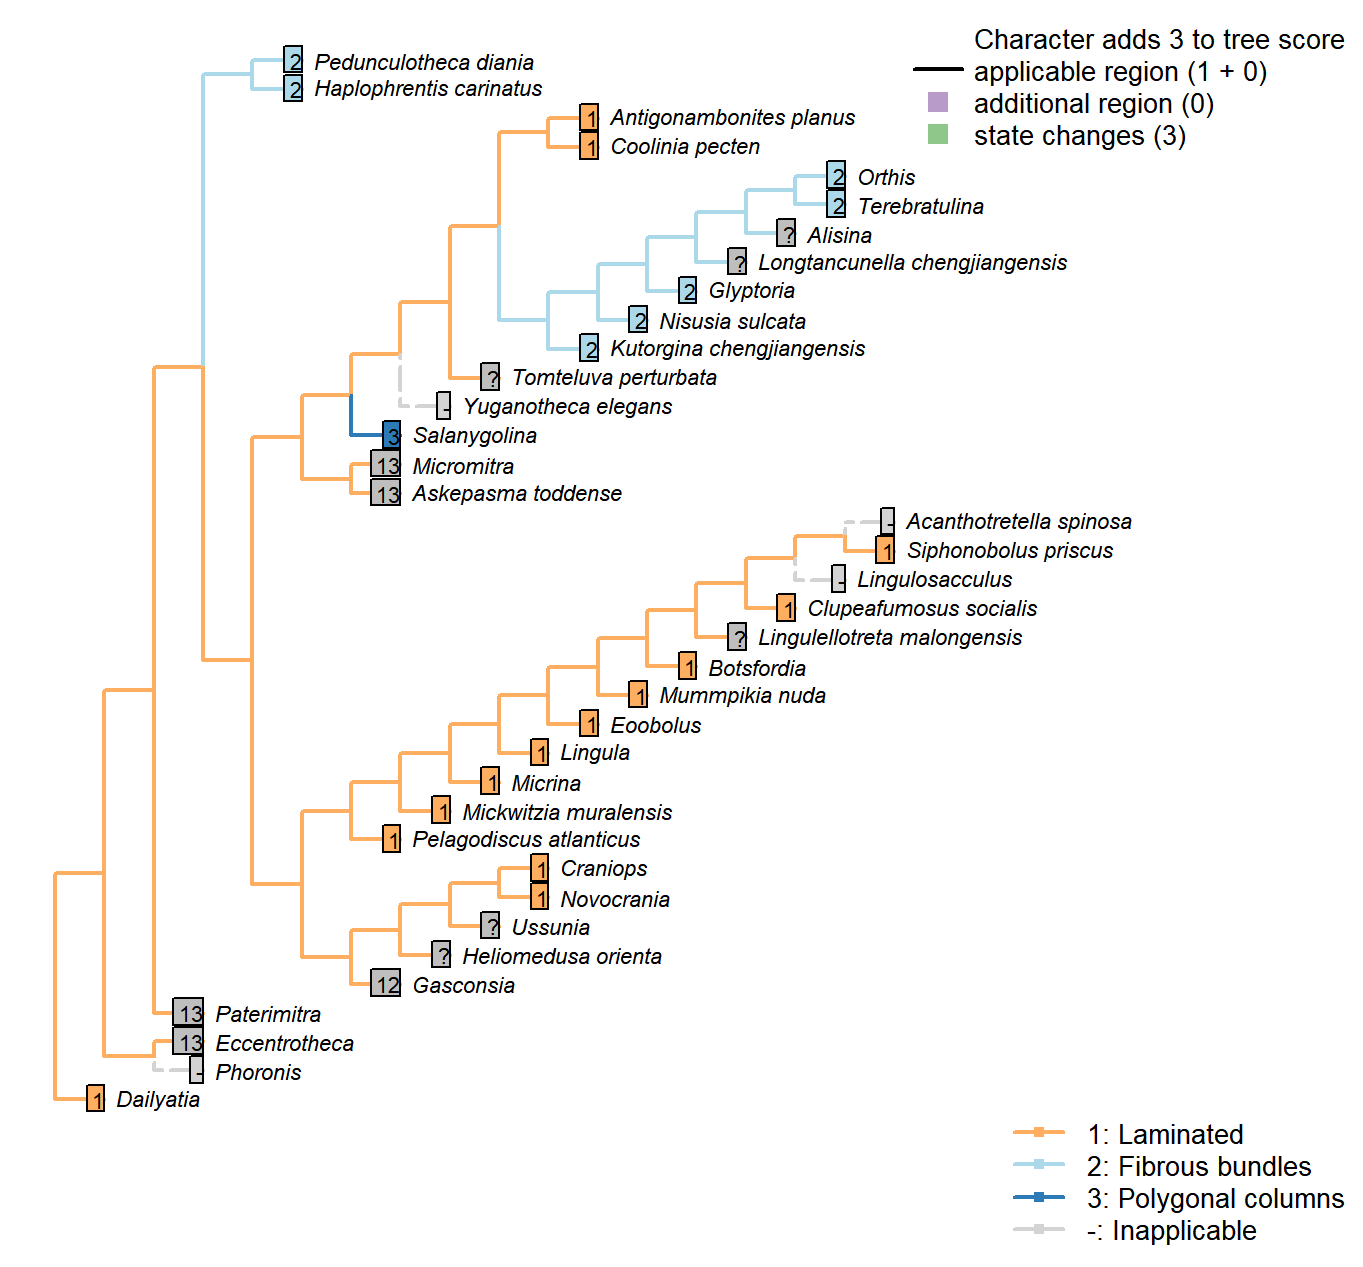 Character adds 3 to tree score
applicable region (1 + 0)
additional region (0)
state changes (3)
2 Pedunculotheca diania
2 Haplophrentis carinatus
1 Antigonambonites planus
1 Coolinia pecten
2 Orthis
2 Terebratulina
? Alisina
? Longtancunella chengjiangensis
2 Glyptoria
2 Nisusia sulcata
2 Kutorgina chengjiangensis
? Tomteluva perturbata
- Yuganotheca elegans
3 Salanygolina
13 Micromitra
13 Askepasma toddense
- Acanthotretella spinosa
1 Siphonobolus priscus
- Lingulosacculus
1 Clupeafumosus socialis
? Lingulellotreta malongensis
1 Botsfordia
1 Mummpikia nuda
1 Eoobolus
1 Lingula
1 Micrina
1 Mickwitzia muralensis
1 Pelagodiscus atlanticus
1 Craniops
1 Novocrania
? Ussunia
? Heliomedusa orienta
12 Gasconsia
13 Paterimitra
13 Eccentrotheca
- Phoronis
1 Dailyatia
1: Laminated
2: Fibrous bundles
3: Polygonal columns
-: Inapplicable